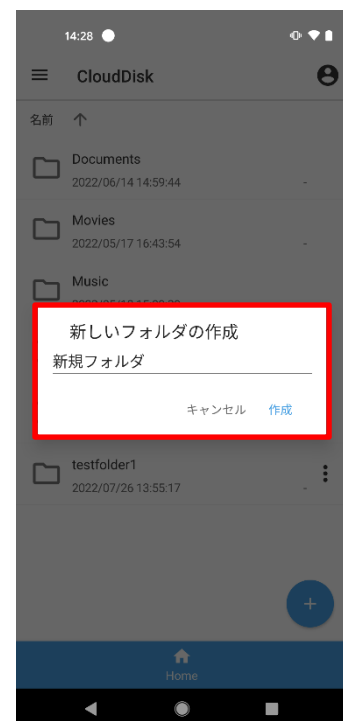 14:28
CloudDisk
名前
Documents
2022/06/14 14:59:44 -
Movies
2022/05/17 16:43:54 -
Music
新しいフォルダの作成
新規フォルダ
キャンセル 作成
testfolder1
2022/07/26 13:55:17 -
Home